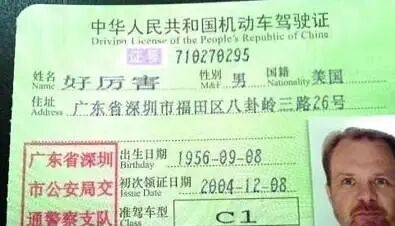 中华人民共和国机动车驾驶证
Driving License of the People's Republic of China
证号 710270295
姓名 Name 好厉害 性别 M&F 男 国籍 Nationality 美国
住址 Address 广东省深圳市福田区八卦岭三路26号
出生日期 Birthday 1956-09-08
初次领证日期 2004-12-08
准驾车型 Class C1
广东省深圳
市公安局交
通警察支队